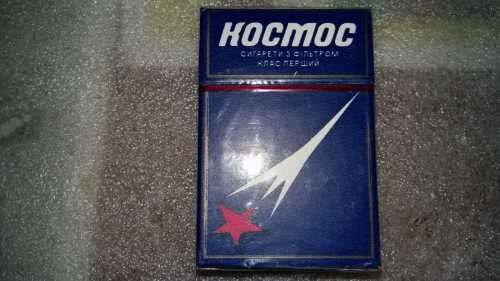 КОСМОС
СИГАРЕТИ З ФІЛЬТРОМ
КЛАС ПЕРШИЙ